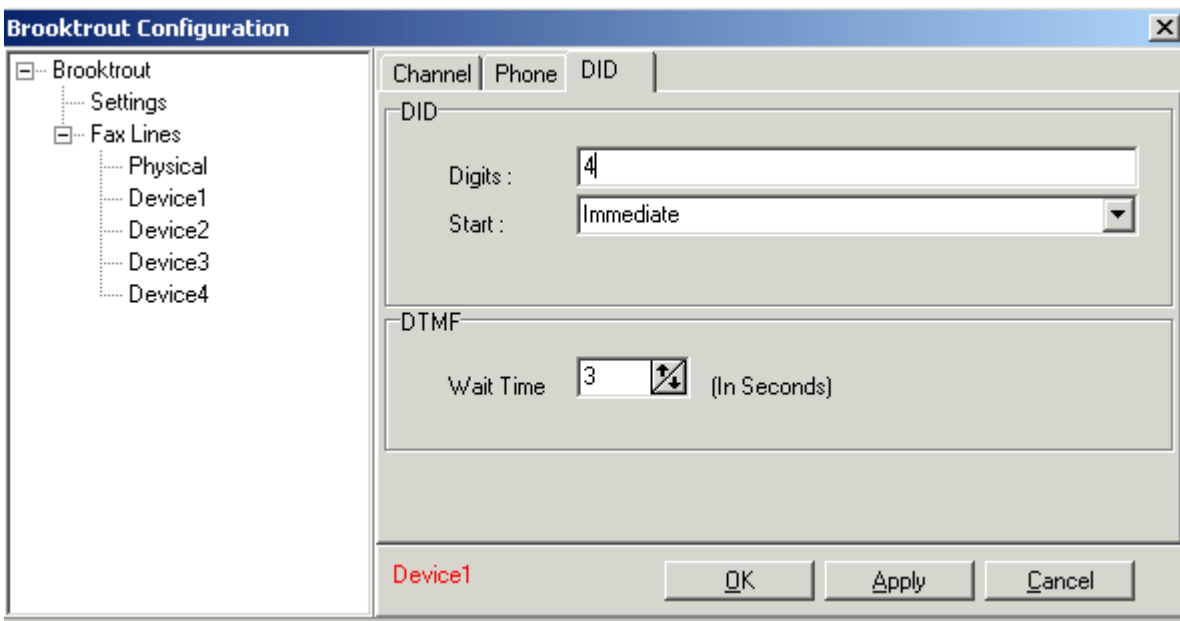 Brooktrout Configuration
Brooktrout
Settings
Fax Lines
Physical
Device1
Device2
Device3
Device4
Channel Phone DID
DID
Digits : 4
Start : Immediate
DTMF
Wait Time 3 (In Seconds)
Device1 OK Apply Cancel